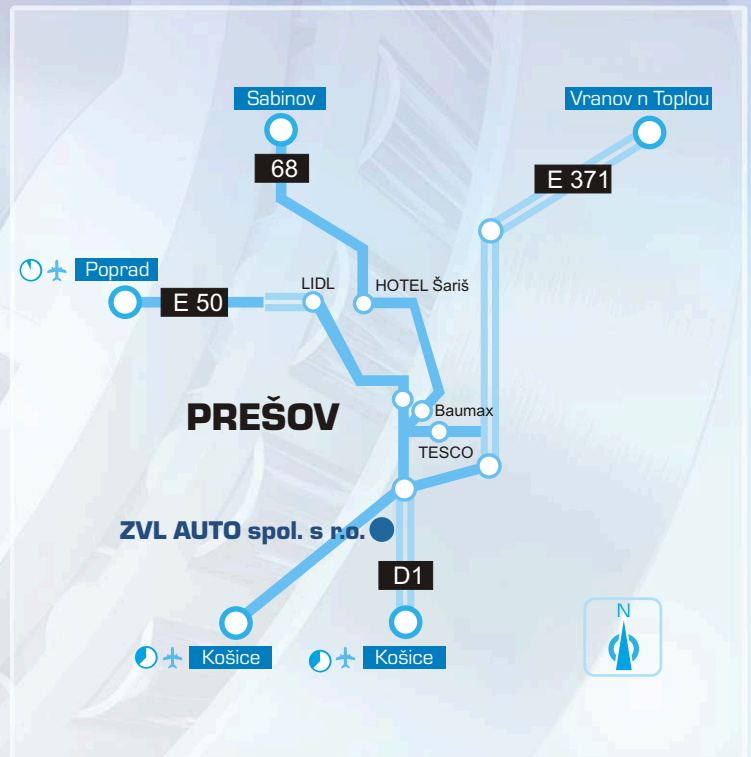 Sabinov
Vranov n Toplou
68
E 371
Poprad
E 50
LIDL
HOTEL Šariš
PREŠOV
Baumax
TESCO
ZVL AUTO spol. s r.o.
D1
Košice
Košice
N